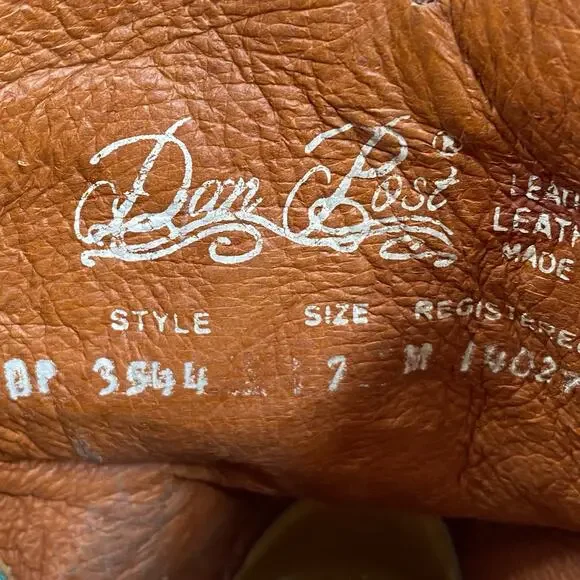 Dan Post ®
LEATH
LEATH
MADE
STYLE SIZE REGISTERE
DP 3544 7 M 14027